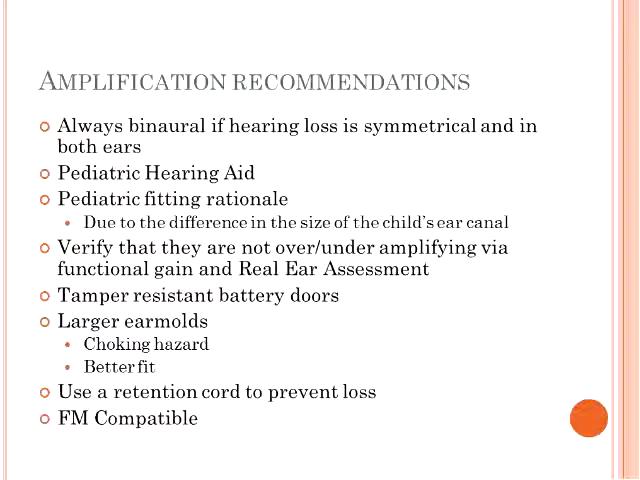 AMPLIFICATION RECOMMENDATIONS
Always binaural if hearing loss is symmetrical and in
both ears
Pediatric Hearing Aid
Pediatric fitting rationale
Due to the difference in the size of the child's ear canal
Verify that they are not over/under amplifying via
functional gain and Real Ear Assessment
Tamper resistant battery doors
Larger earmolds
Choking hazard
Better fit
Use a retention cord to prevent loss
FM Compatible